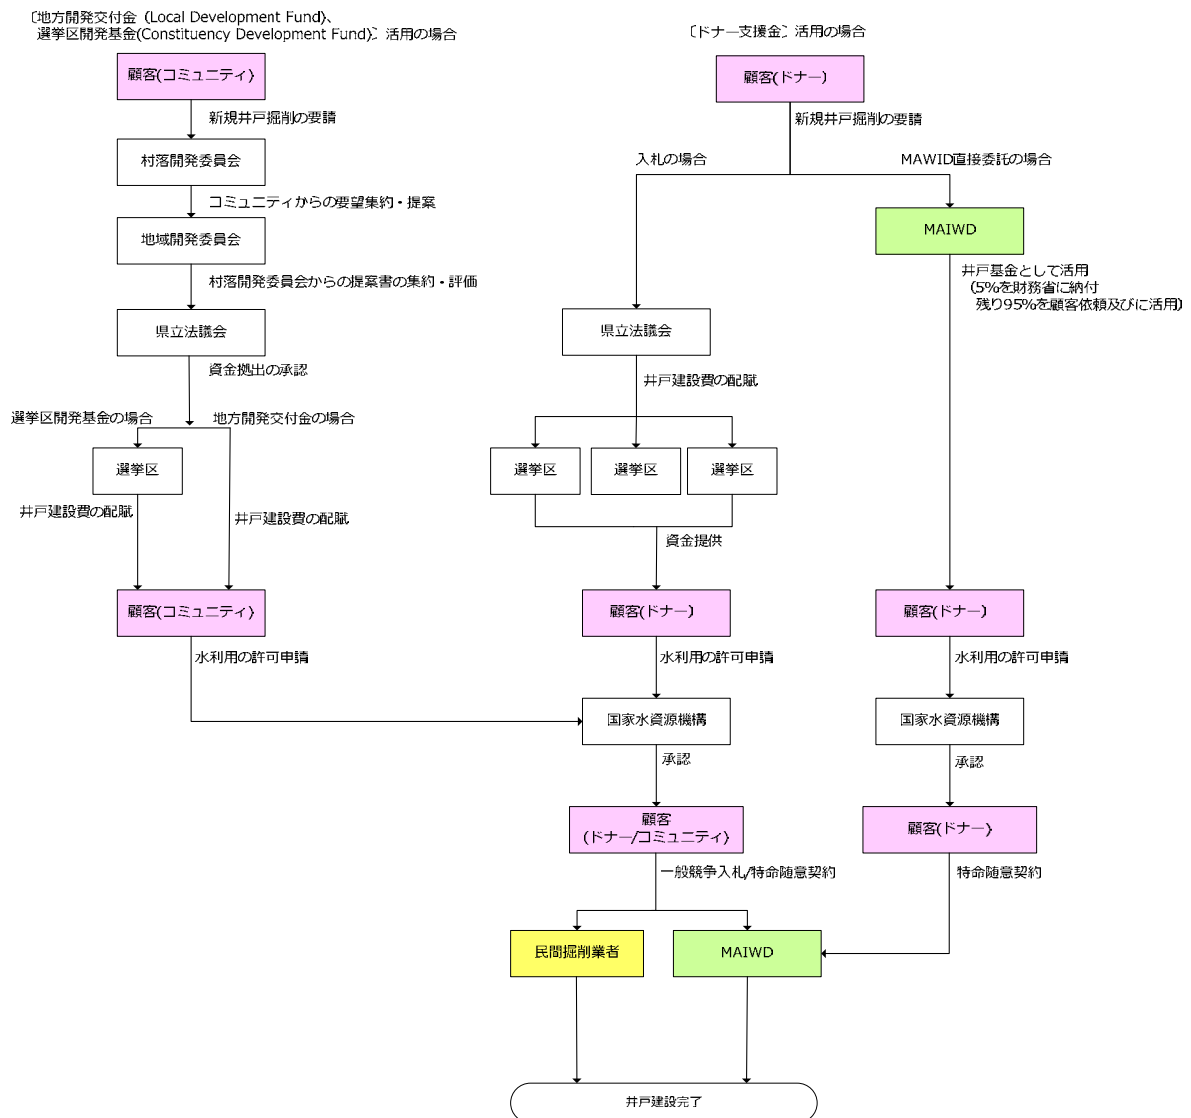 〔地方開発交付金（Local Development Fund）、
選挙区開発基金(Constituency Development Fund)〕活用の場合
顧客(コミュニティ)
新規井戸掘削の要請
村落開発委員会
コミュニティからの要望集約・提案
地域開発委員会
村落開発委員会からの提案書の集約・評価
県立法議会
資金拠出の承認
選挙区開発基金の場合
地方開発交付金の場合
選挙区
井戸建設費の配賦
井戸建設費の配賦
顧客(コミュニティ)
水利用の許可申請
〔ドナー支援金〕活用の場合
顧客(ドナー)
新規井戸掘削の要請
入札の場合
MAWID直接委託の場合
県立法議会
井戸建設費の配賦
選挙区
選挙区
選挙区
資金提供
顧客(ドナー)
水利用の許可申請
国家水資源機構
承認
顧客
(ドナー/コミュニティ)
一般競争入札/特命随意契約
民間掘削業者
MAIWD
MAIWD
井戸基金として活用
（5%を財務省に納付
残り95%を顧客依頼及びに活用）
顧客(ドナー)
水利用の許可申請
国家水資源機構
承認
顧客(ドナー)
特命随意契約
井戸建設完了